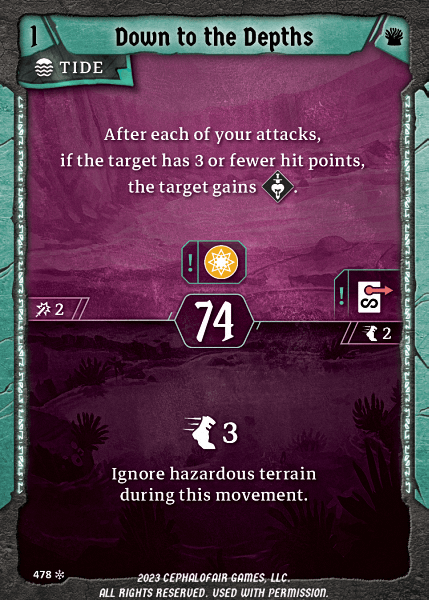 1
Down to the Depths
TIDE
After each of your attacks,
if the target has 3 or fewer hit points,
the target gains .
!
!
2
74
2
3
Ignore hazardous terrain
during this movement.
478
2023 CEPHALOFAIR GAMES, LLC.
ALL RIGHTS RESERVED. USED WITH PERMISSION.